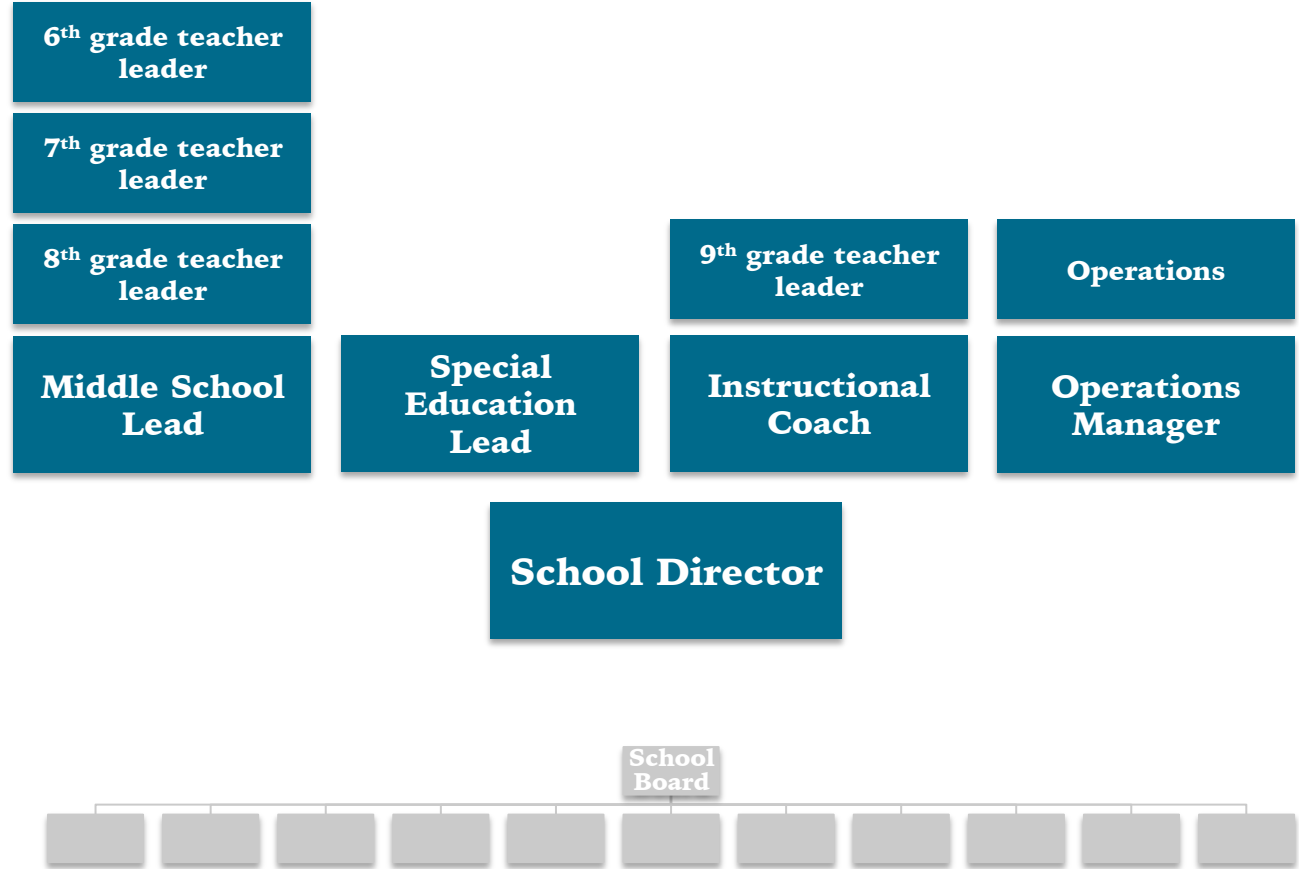 6th grade teacher
leader
7th grade teacher
leader
8th grade teacher
leader
9th grade teacher
leader
Operations
Middle School
Lead
Special
Education
Lead
Instructional
Coach
Operations
Manager
School Director
School
Board